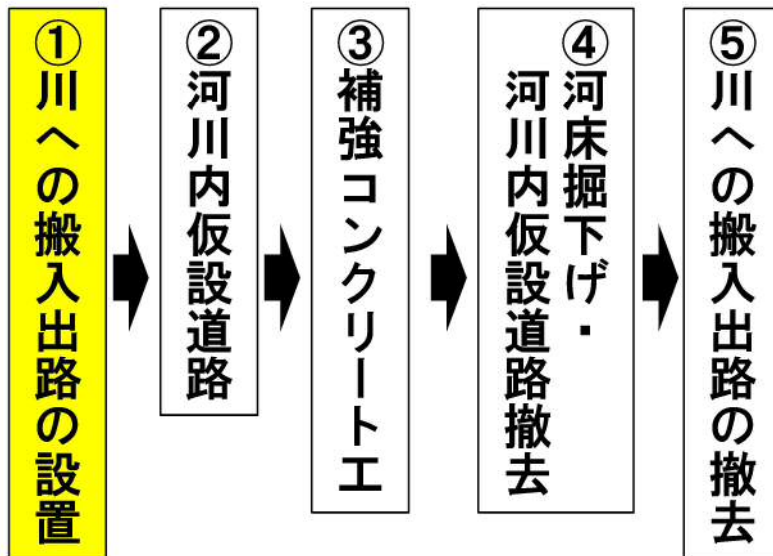 ①川への搬入出路の設置
②河川内仮設道路
③補強コンクリート工
④河床掘下げ・
河川内仮設道路撤去
⑤川への搬入出路の撤去